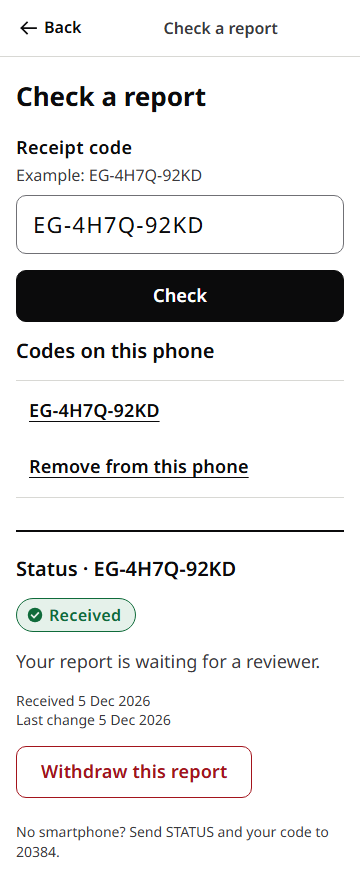 Back
Check a report
Check a report
Receipt code
Example: EG-4H7Q-92KD
EG-4H7Q-92KD
Check
Codes on this phone
EG-4H7Q-92KD
Remove from this phone
Status · EG-4H7Q-92KD
Received
Your report is waiting for a reviewer.
Received 5 Dec 2026
Last change 5 Dec 2026
Withdraw this report
No smartphone? Send STATUS and your code to
20384.